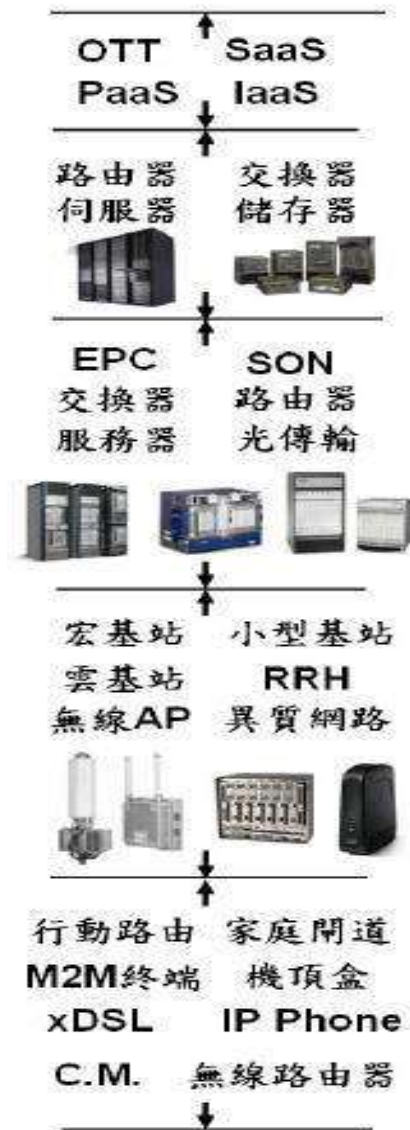 OTT SaaS
PaaS IaaS
路由器 交換器
伺服器 儲存器
EPC SON
交換器 路由器
服務器 光傳輸
宏基站 小型基站
雲基站 RRH
無線AP 異質網路
行動路由 家庭閘道
M2M終端 機頂盒
xDSL IP Phone
C.M. 無線路由器